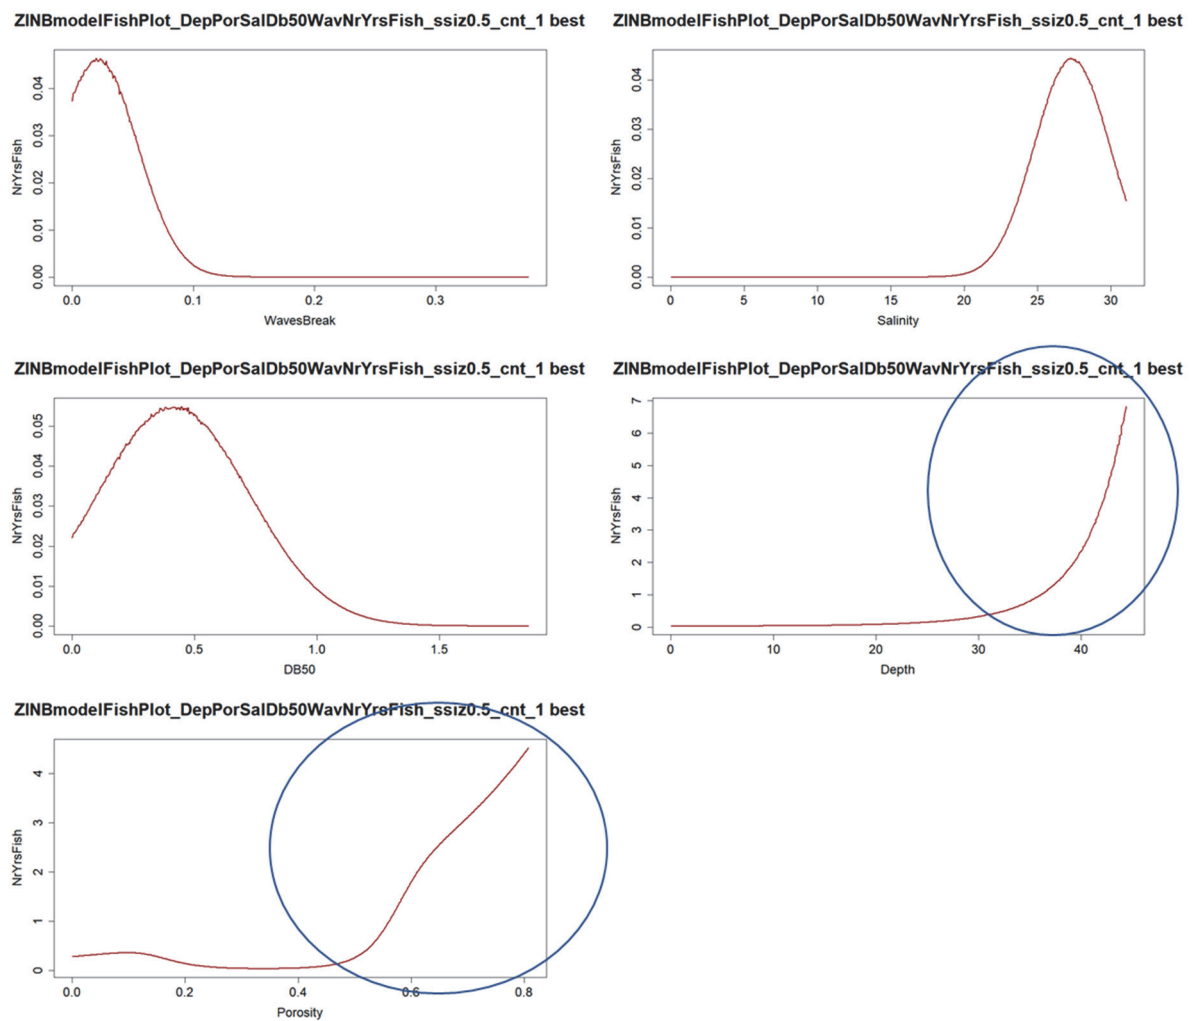 ZINBmodelFishPlot_DepPorSalDb50WavNrYrsFish_ssiz0.5_cnt_1 best
NrYrsFish
0.00 0.01 0.02 0.03 0.04
0.0 0.1 0.2 0.3
WavesBreak
ZINBmodelFishPlot_DepPorSalDb50WavNrYrsFish_ssiz0.5_cnt_1 best
NrYrsFish
0.00 0.01 0.02 0.03 0.04
0 5 10 15 20 25 30
Salinity
ZINBmodelFishPlot_DepPorSalDb50WavNrYrsFish_ssiz0.5_cnt_1 best
NrYrsFish
0.00 0.01 0.02 0.03 0.04 0.05
0.0 0.5 1.0 1.5
DB50
ZINBmodelFishPlot_DepPorSalDb50WavNrYrsFish_ssiz0.5_cnt_1 best
NrYrsFish
0 1 2 3 4 5 6 7
0 10 20 30 40
Depth
ZINBmodelFishPlot_DepPorSalDb50WavNrYrsFish_ssiz0.5_cnt_1 best
NrYrsFish
0 1 2 3 4
0.0 0.2 0.4 0.6 0.8
Porosity